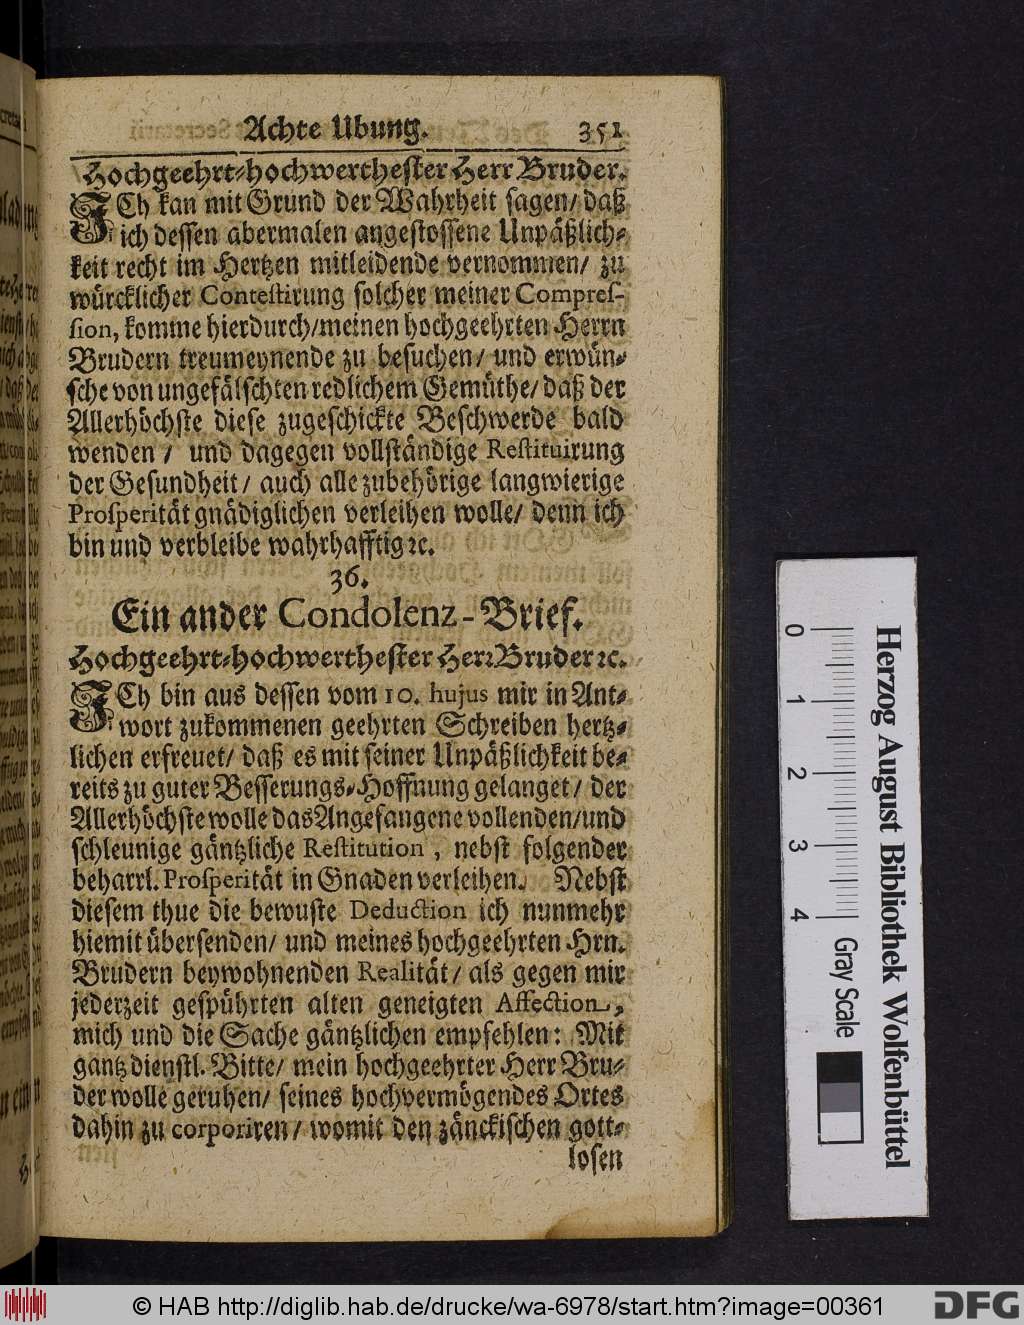 Achte Ubung. 351
Hochgeehrt-hochwerthester Herr Bruder.
ICh kan mit Grund der Wahrheit sagen/ daß
ich dessen abermalen angestossene Unpäßlich-
keit recht im Hertzen mitleidende vernommen/ zu
würcklicher Contestirung solcher meiner Compres-
sion, komme hierdurch/meinen hochgeehrten Herrn
Brudern treumeynende zu besuchen/ und erwün-
sche von ungefälschten redlichem Gemüthe/ daß der
Allerhöchste diese zugeschickte Beschwerde bald
wenden / und dagegen vollständige Restituirung
der Gesundheit/ auch alle zubehörige langwierige
Prosperität gnädiglichen verleihen wolle/ denn ich
bin und verbleibe wahrhafftig ꝛc.
36.
Ein ander Condolenz-Brief.
Hochgeehrt-hochwerthester Herr Bruder ꝛc.
ICh bin aus dessen vom 10. hujus mir in Ant-
wort zukommenen geehrten Schreiben hertz-
lichen erfreuet/ daß es mit seiner Unpäßlichkeit be-
reits zu guter Besserungs-Hoffnung gelanget/ der
Allerhöchste wolle das Angefangene vollenden/und
schleunige gäntzliche Restitution, nebst folgender
beharrl. Prosperität in Gnaden verleihen. Nebst
diesem thue die bewuste Deduction ich nunmehr
hiemit übersenden/ und meines hochgeehrten Hrn.
Brudern beywohnenden Realität/ als gegen mir
jederzeit gespührten alten geneigten Affection,
mich und die Sache gäntzlichen empfehlen: Mit
gantz dienstl. Bitte/ mein hochgeehrter Herr Bru-
der wolle geruhen/ seines hochvermögendes Ortes
dahin zu corporiren/ womit den zänckischen gott-
losen
0 1 2 3 4
Gray Scale
Herzog August Bibliothek Wolfenbüttel
© HAB http://diglib.hab.de/drucke/wa-6978/start.htm?image=00361
DFG